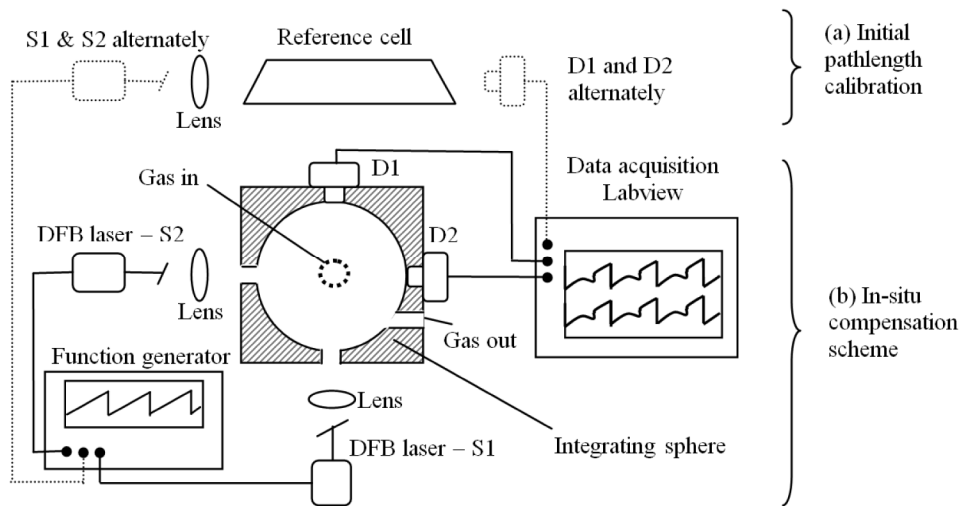 S1 & S2 alternately
Reference cell
(a) Initial
pathlength
calibration
D1 and D2
alternately
Lens
D1
Data acquisition
Labview
Gas in
D2
DFB laser – S2
Lens
(b) In-situ
compensation
scheme
Gas out
Function generator
Lens
DFB laser – S1
Integrating sphere